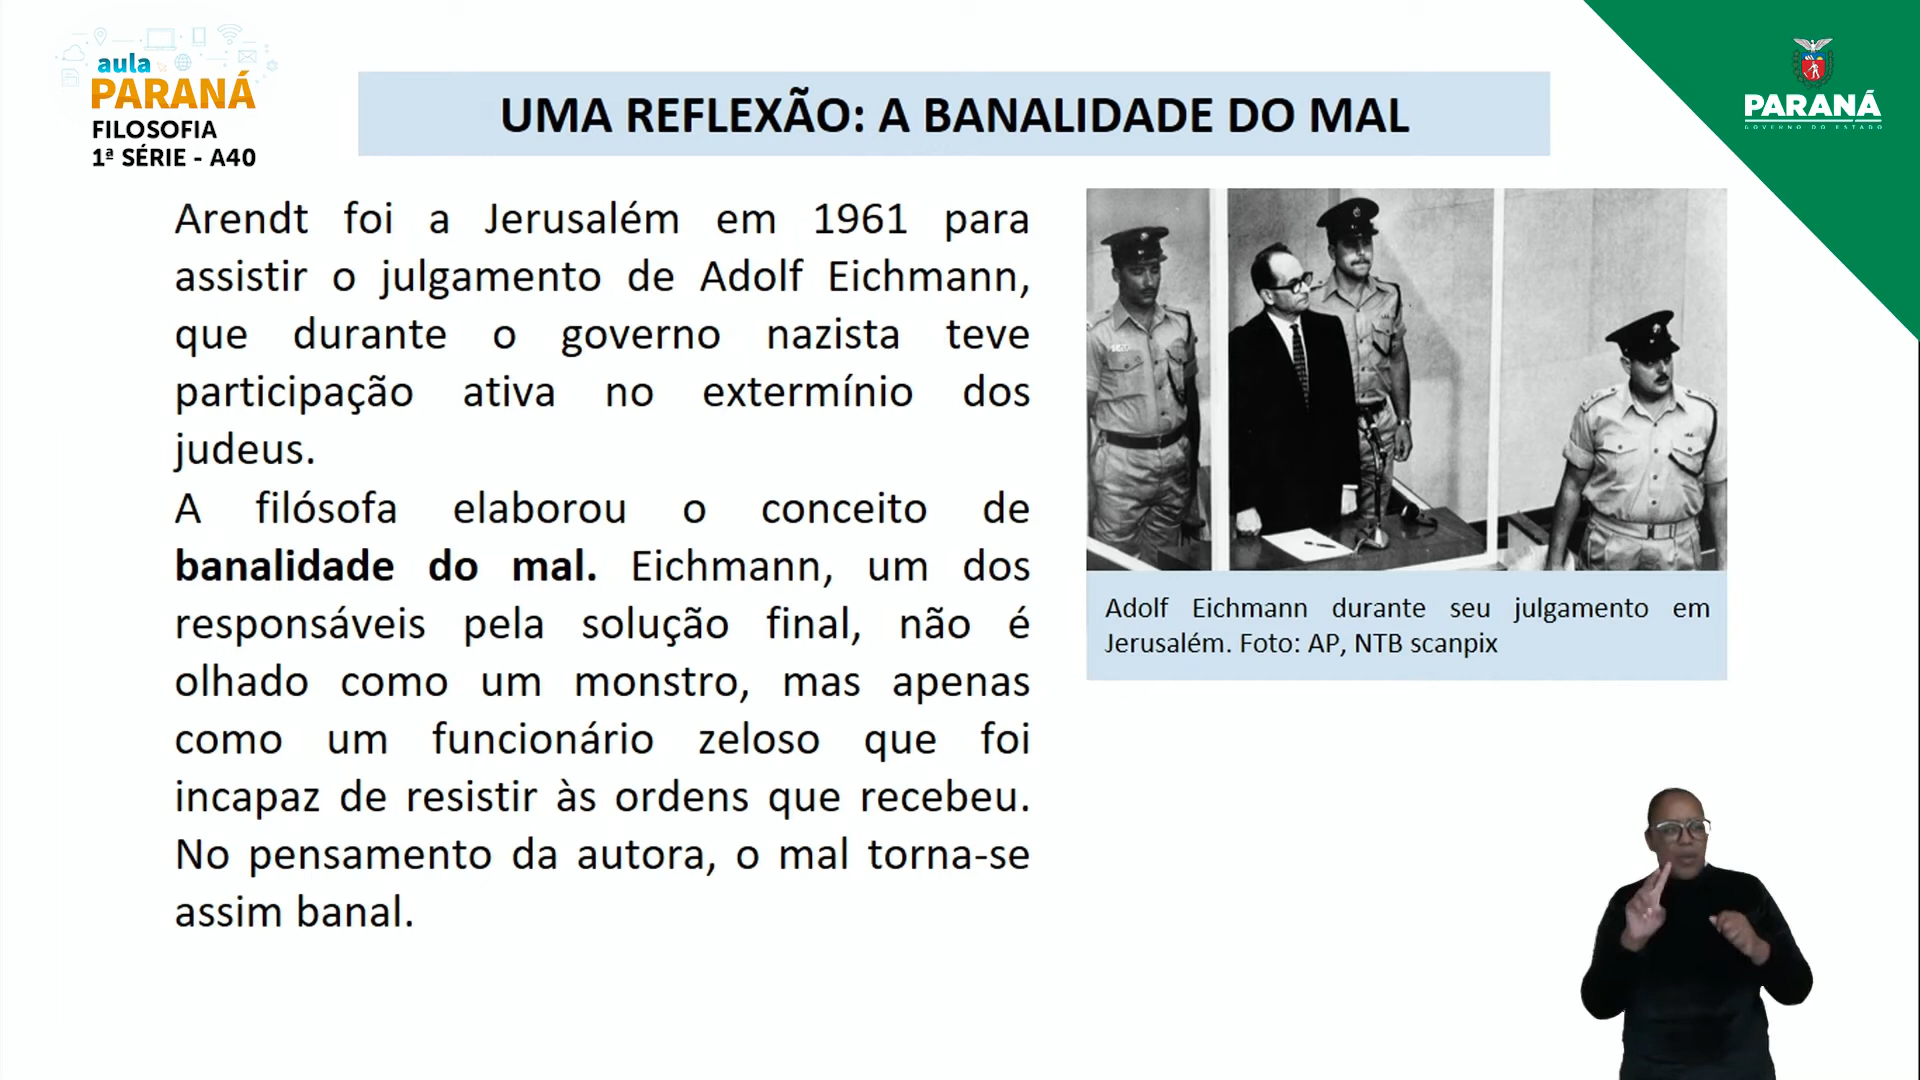 aula
PARANÁ
FILOSOFIA
1ª SÉRIE - A40
UMA REFLEXÃO: A BANALIDADE DO MAL
PARANÁ
GOVERNO DO ESTADO
Arendt foi a Jerusalém em 1961 para
assistir o julgamento de Adolf Eichmann,
que durante o governo nazista teve
participação ativa no extermínio dos
judeus.
A filósofa elaborou o conceito de
banalidade do mal. Eichmann, um dos
responsáveis pela solução final, não é
olhado como um monstro, mas apenas
como um funcionário zeloso que foi
incapaz de resistir às ordens que recebeu.
No pensamento da autora, o mal torna-se
assim banal.
Adolf Eichmann durante seu julgamento em
Jerusalém. Foto: AP, NTB scanpix